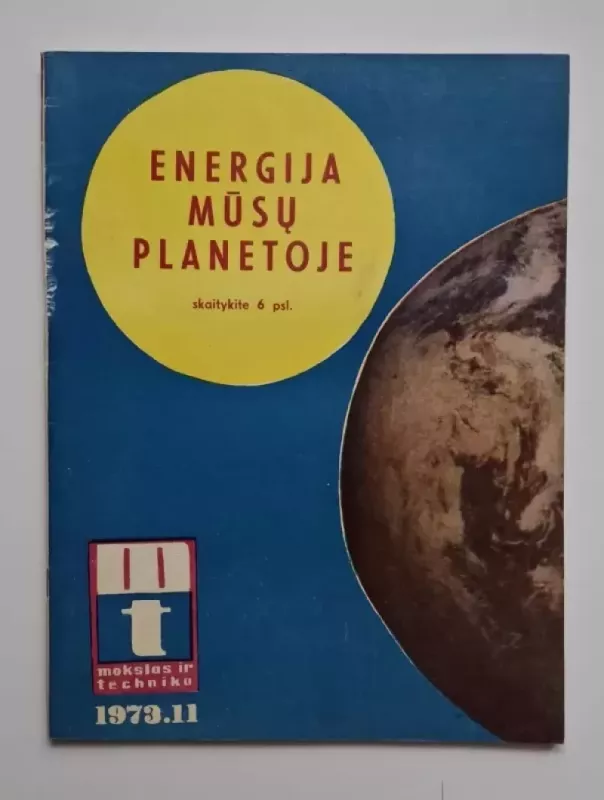 ENERGIJA
MŪSŲ
PLANETOJE
skaitykite 6 psl.
11
t
mokslas ir
technika
1973.11